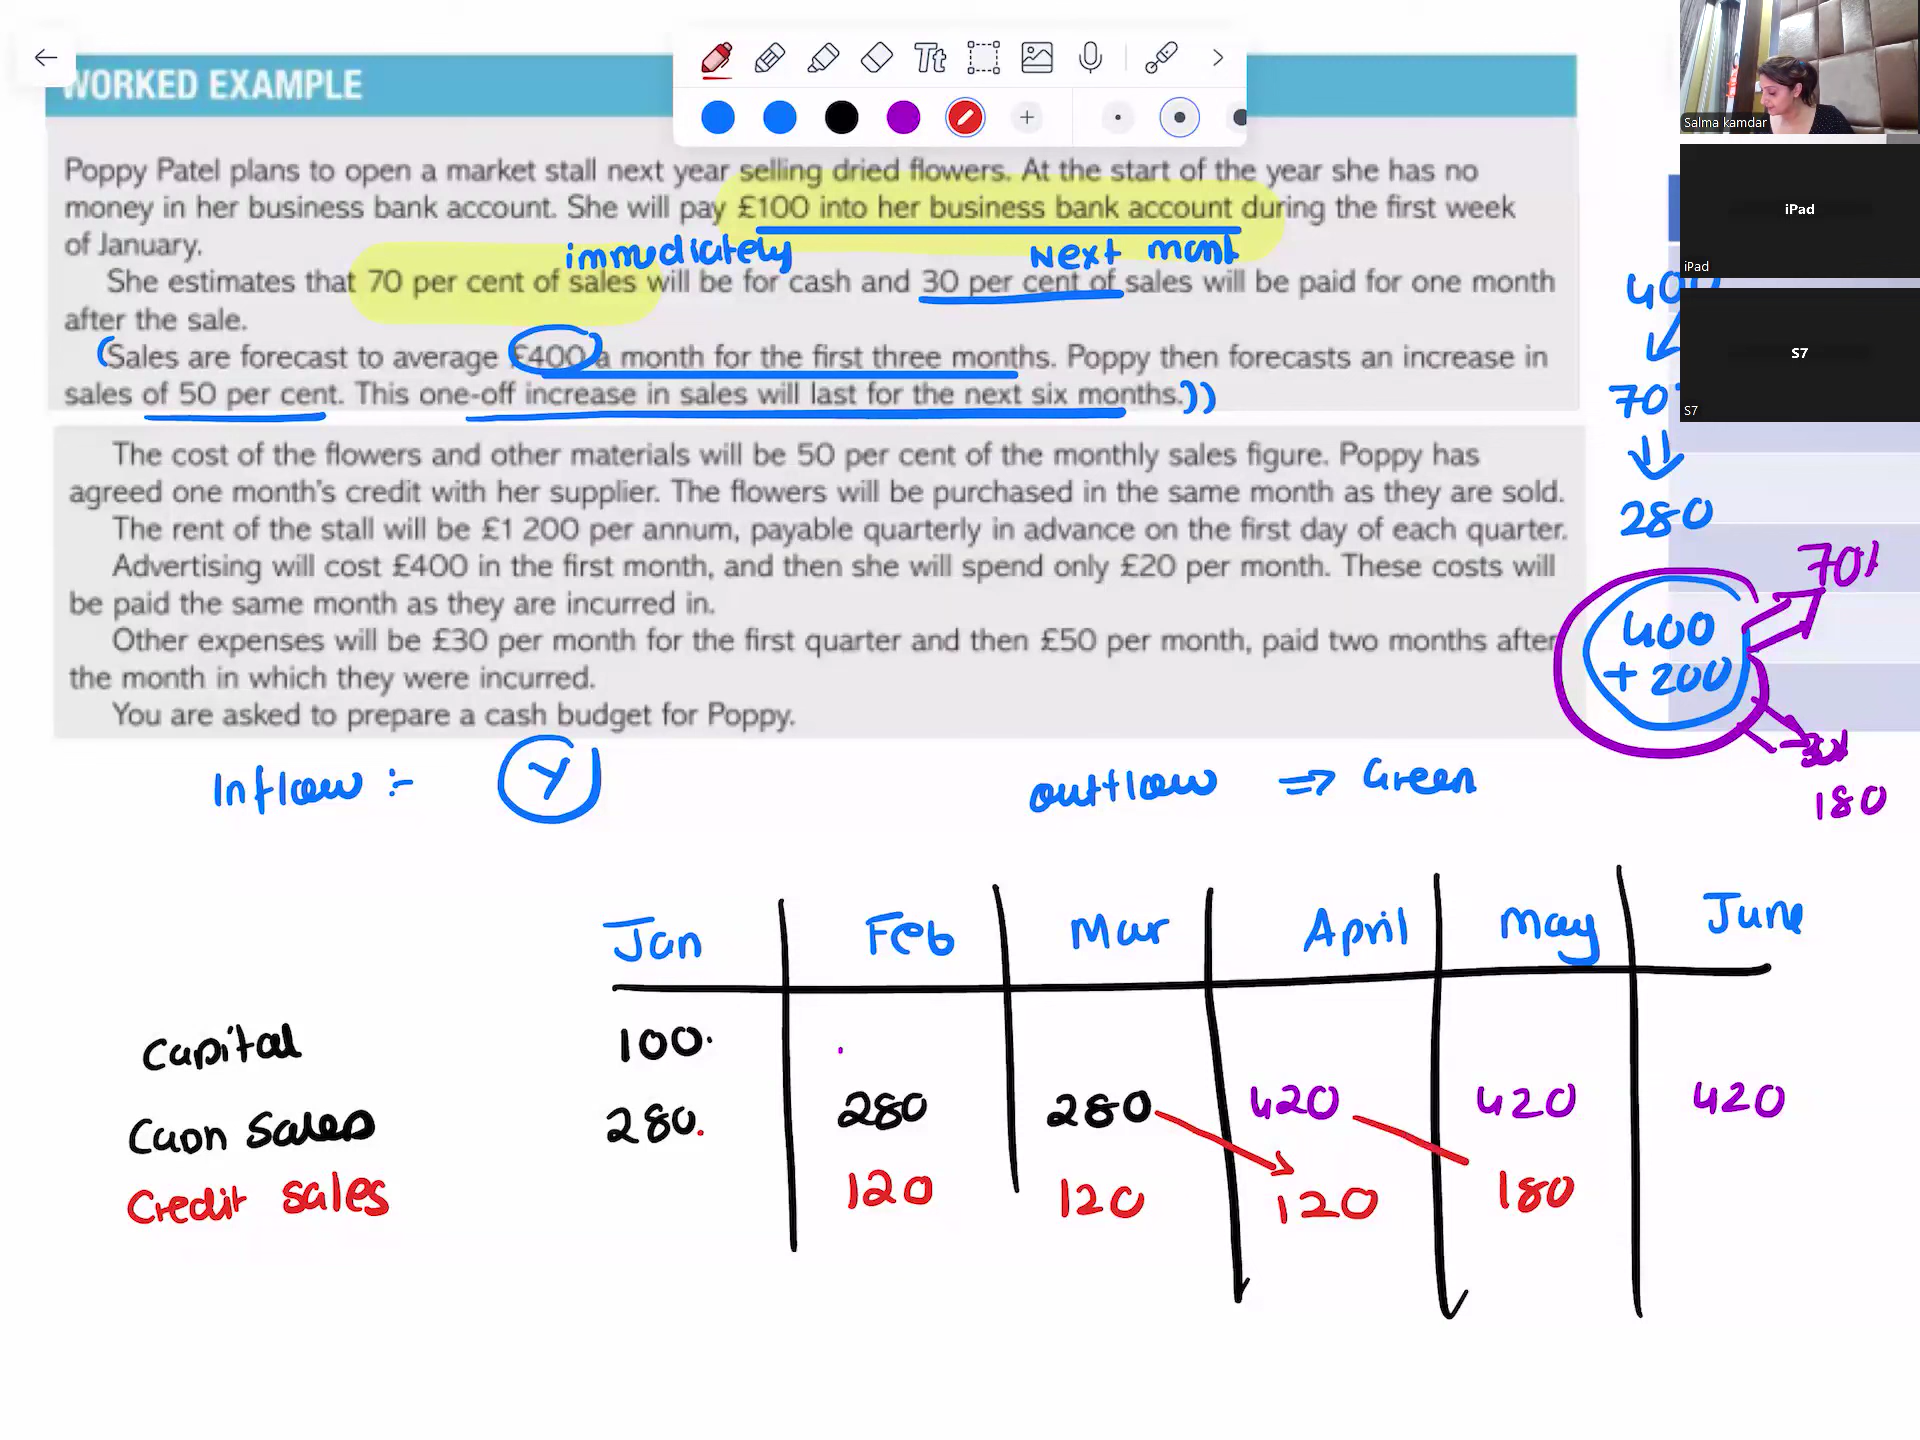 WORKED EXAMPLE
Tt
Salma kamdar
Poppy Patel plans to open a market stall next year selling dried flowers. At the start of the year she has no
money in her business bank account. She will pay £100 into her business bank account during the first week
of January.
immediately
Next mont
She estimates that 70 per cent of sales will be for cash and 30 per cent of sales will be paid for one month
after the sale.
(Sales are forecast to average £400 a month for the first three months. Poppy then forecasts an increase in
sales of 50 per cent. This one-off increase in sales will last for the next six months.))
The cost of the flowers and other materials will be 50 per cent of the monthly sales figure. Poppy has
agreed one month's credit with her supplier. The flowers will be purchased in the same month as they are sold.
The rent of the stall will be £1 200 per annum, payable quarterly in advance on the first day of each quarter.
Advertising will cost £400 in the first month, and then she will spend only £20 per month. These costs will
be paid the same month as they are incurred in.
Other expenses will be £30 per month for the first quarter and then £50 per month, paid two months after
the month in which they were incurred.
You are asked to prepare a cash budget for Poppy.
iPad
iPad
S7
S7
400
70
280
400
+ 200
70%
180
Inflow :- Y outflow ⇒ Green
Jan Feb Mar April May June
Capital 100.
Cash Sales 280. 280 280 420 420 420
Credit sales 120 120 120 180